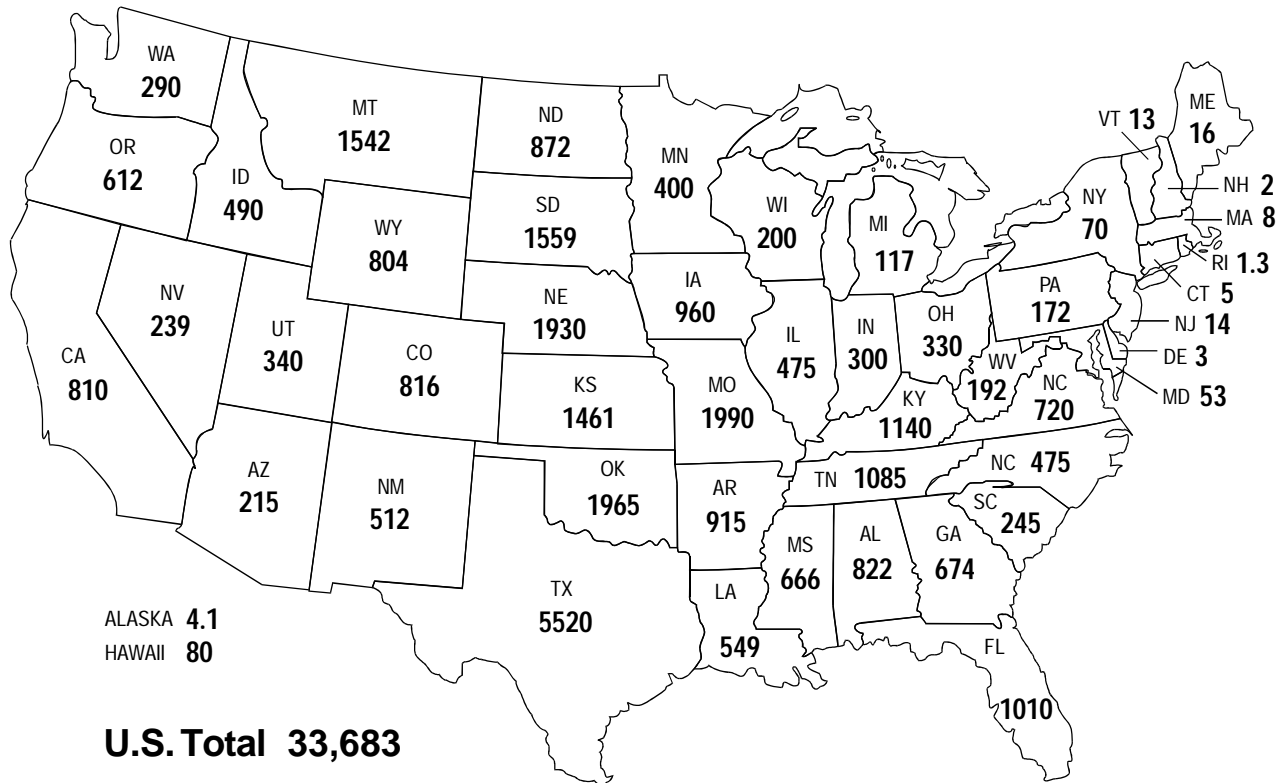 WA
290
MT
1542
ND
872
MN
400
ME
16
VT 13
OR
612
ID
490
WY
804
SD
1559
WI
200
MI
117
NY
70
NH 2
MA 8
RI 1.3
CT 5
NV
239
UT
340
CO
816
NE
1930
IA
960
IL
475
IN
300
OH
330
PA
172
NJ 14
DE 3
MD 53
CA
810
KS
1461
MO
1990
KY
1140
WV
192
NC
720
AZ
215
NM
512
OK
1965
AR
915
TN 1085
NC 475
SC
245
MS
666
AL
822
GA
674
TX
5520
LA
549
FL
1010
ALASKA 4.1
HAWAII 80
U.S. Total 33,683